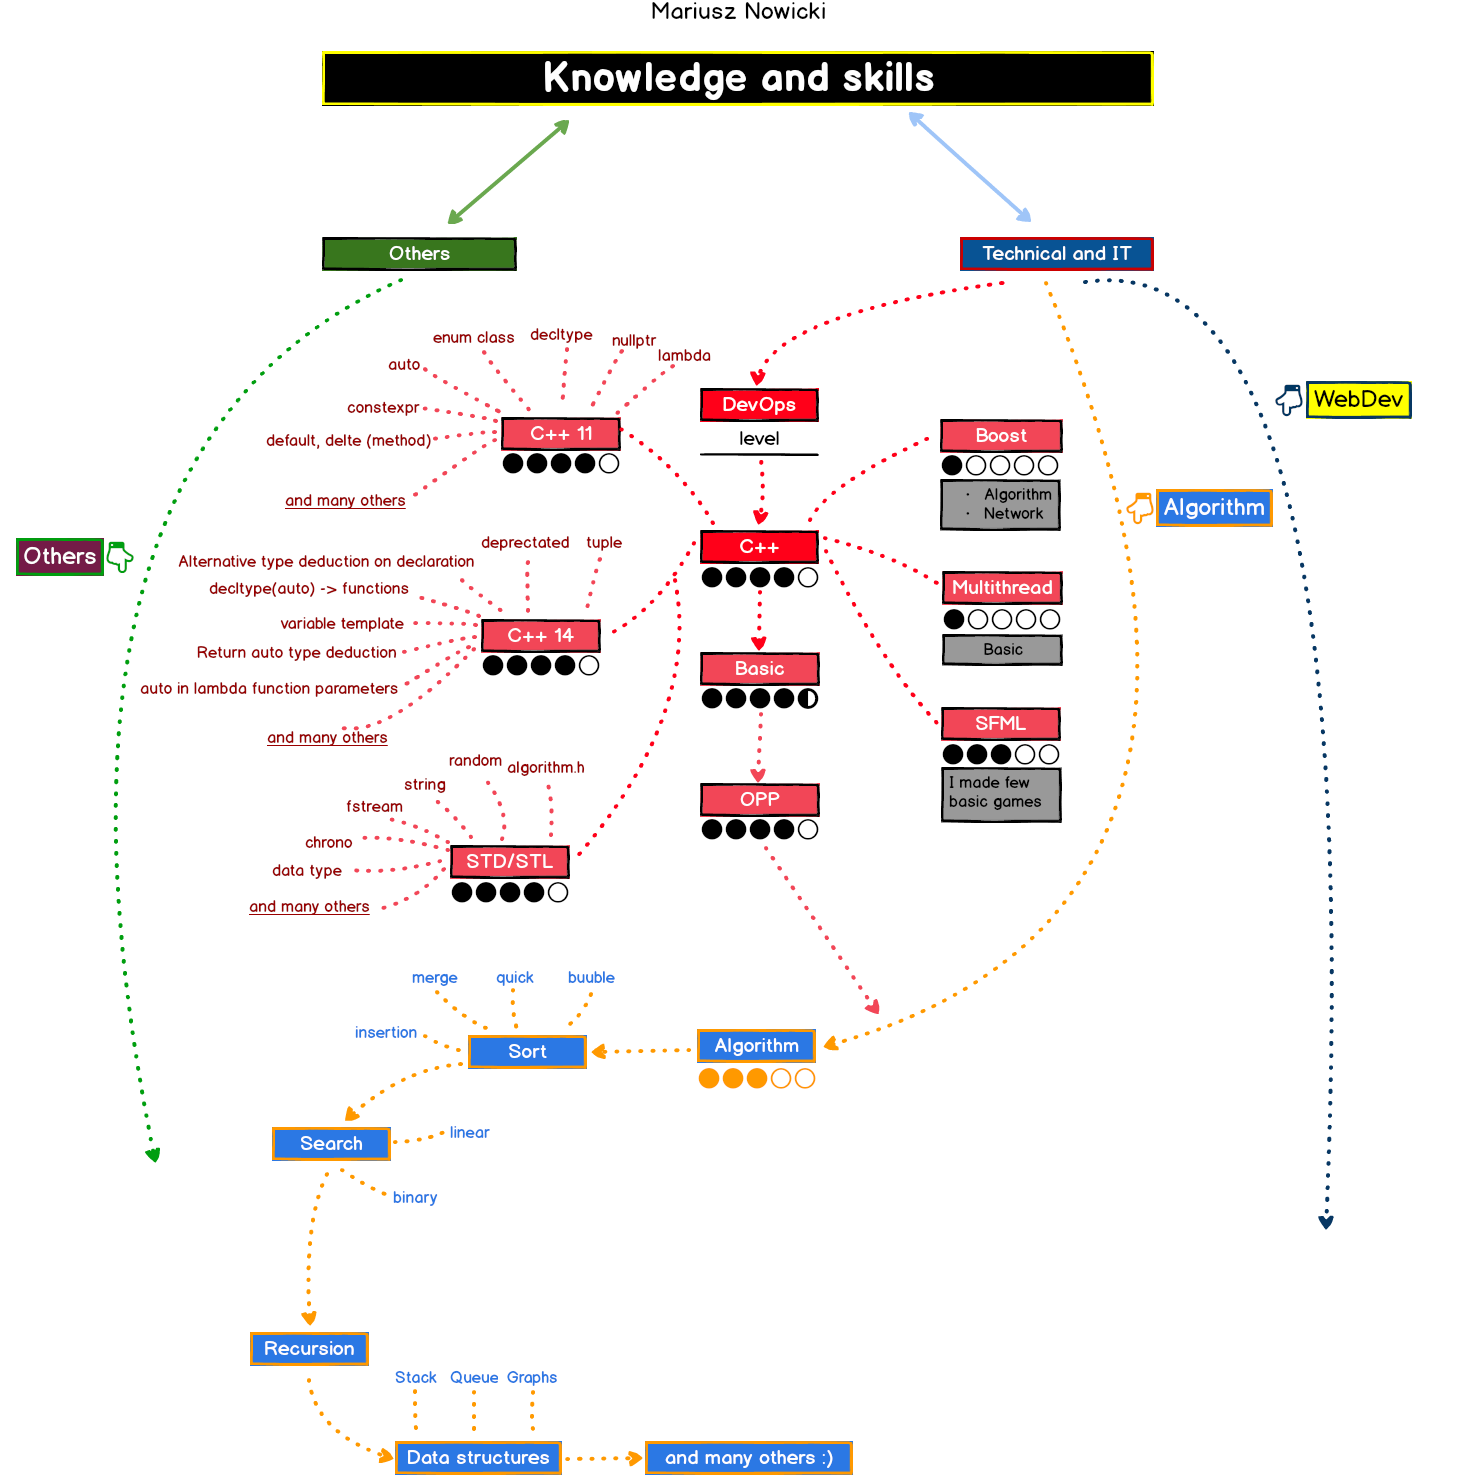 Mariusz Nowicki
Knowledge and skills
Others
Technical and IT
enum class
decltype
nullptr
lambda
auto
constexpr
default, delte (method)
and many others
C++ 11
DevOps
level
WebDev
Boost
· Algorithm
· Network
Algorithm
Others
C++
deprectated
tuple
Alternative type deduction on declaration
decltype(auto) -> functions
variable template
Return auto type deduction
auto in lambda function parameters
and many others
C++ 14
Multithread
Basic
Basic
SFML
I made few
basic games
OPP
random
algorithm.h
string
fstream
chrono
data type
and many others
STD/STL
merge
quick
buuble
insertion
Sort
Algorithm
Search
linear
binary
Recursion
Stack
Queue
Graphs
Data structures
and many others :)